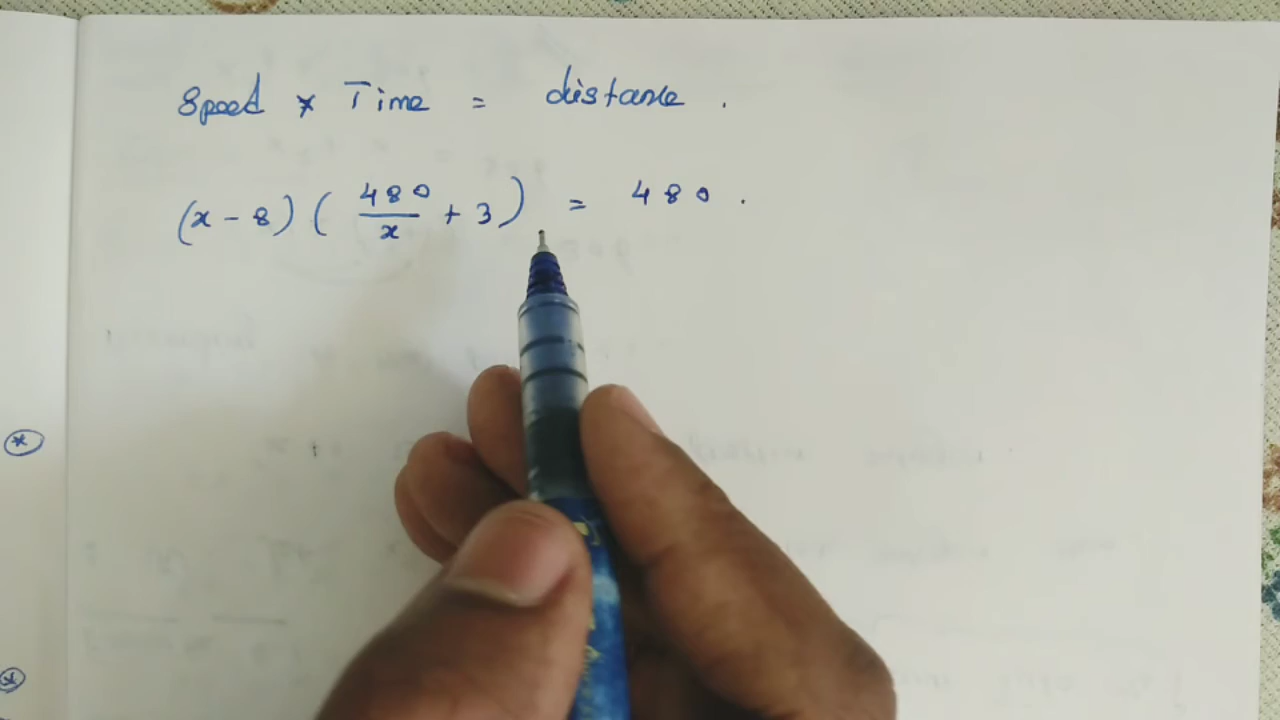 Speed * Time = distance .
(x - 8) ( 480/x + 3 ) = 480 .